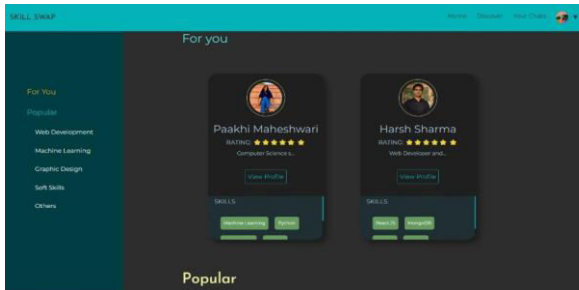 SKILL SWAP
Home Discover Your Chats
For You
Popular
Web Development
Machine Learning
Graphic Design
Soft Skills
Others
For you
Paakhi Maheshwari
RATING:
Computer Science s...
View Profile
SKILLS
Machine Learning Python
Harsh Sharma
RATING:
Web Developer and...
View Profile
SKILLS
React JS MongoDB
Popular